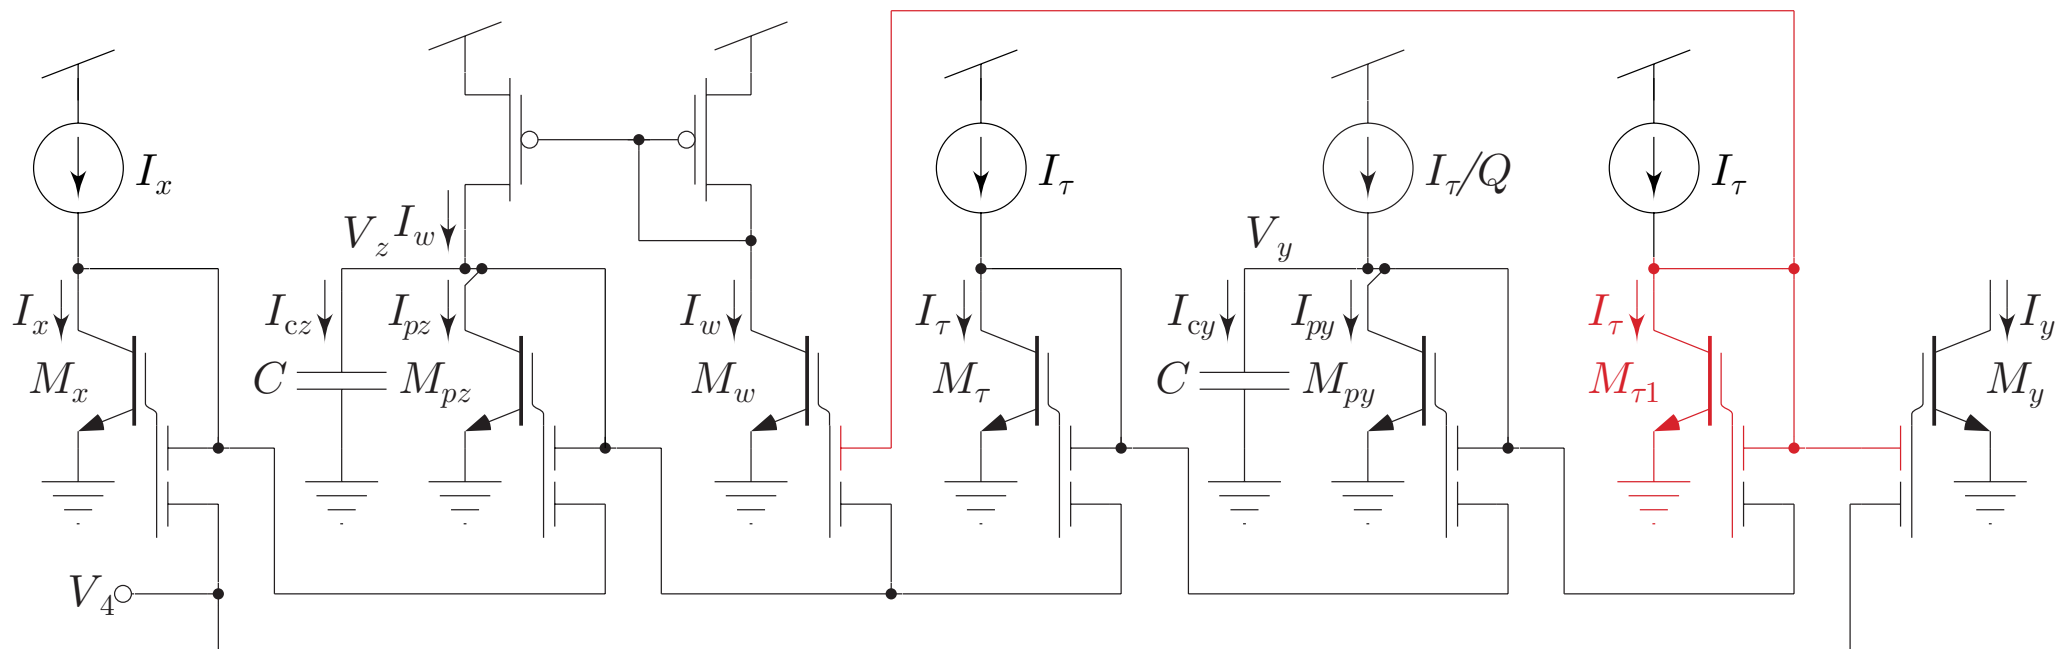 I_x
I_τ
I_τ/Q
I_τ
V_z I_w
V_y
I_x
I_cz
I_pz
I_w
I_τ
I_cy
I_py
I_τ
I_y
M_x
C
M_pz
M_w
M_τ
C
M_py
M_τ1
M_y
V_4